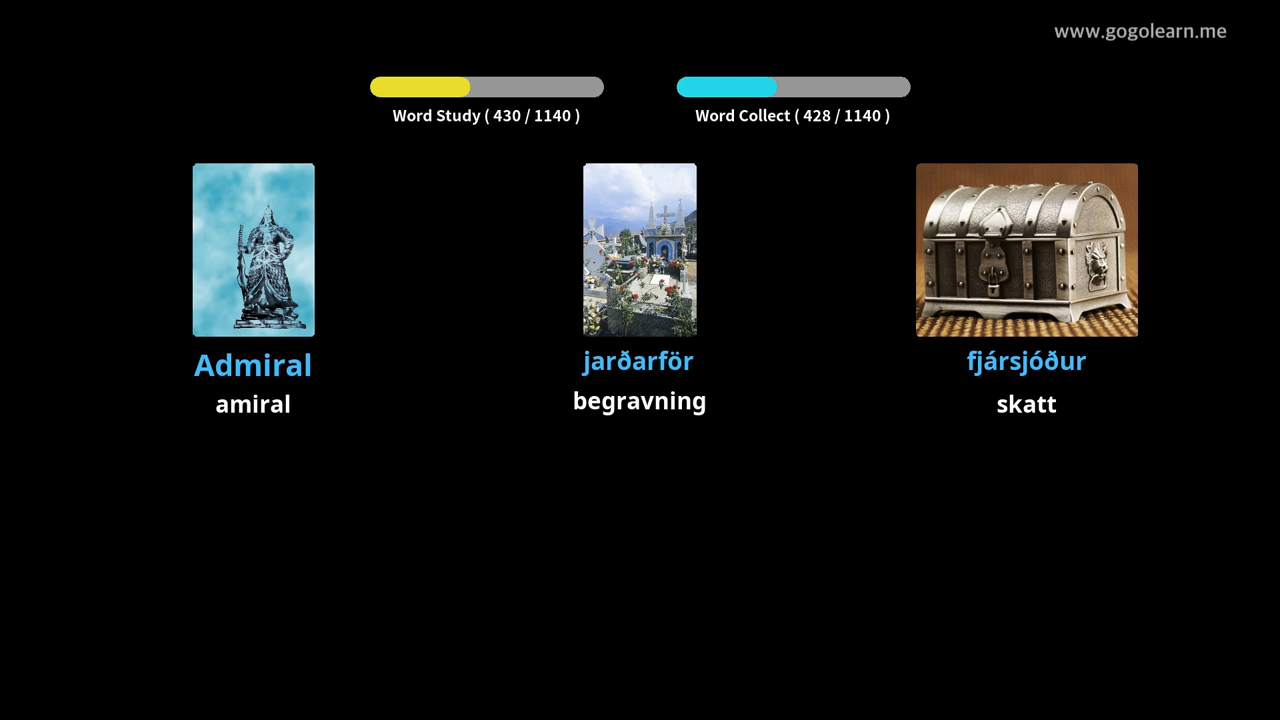 www.gogolearn.me
Word Study ( 430 / 1140 )
Word Collect ( 428 / 1140 )
Admiral
amiral
jarðarför
begravning
fjársjóður
skatt